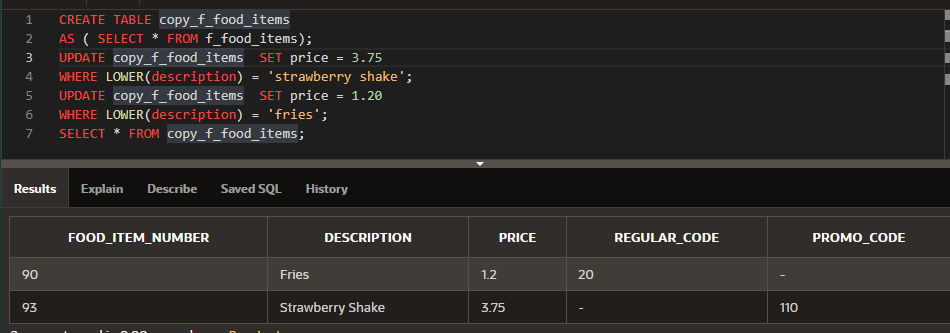 1 CREATE TABLE copy_f_food_items
2 AS ( SELECT * FROM f_food_items);
3 UPDATE copy_f_food_items  SET price = 3.75
4 WHERE LOWER(description) = 'strawberry shake';
5 UPDATE copy_f_food_items  SET price = 1.20
6 WHERE LOWER(description) = 'fries';
7 SELECT * FROM copy_f_food_items;
Results Explain Describe Saved SQL History
FOOD_ITEM_NUMBER DESCRIPTION PRICE REGULAR_CODE PROMO_CODE
90 Fries 1.2 20 -
93 Strawberry Shake 3.75 - 110